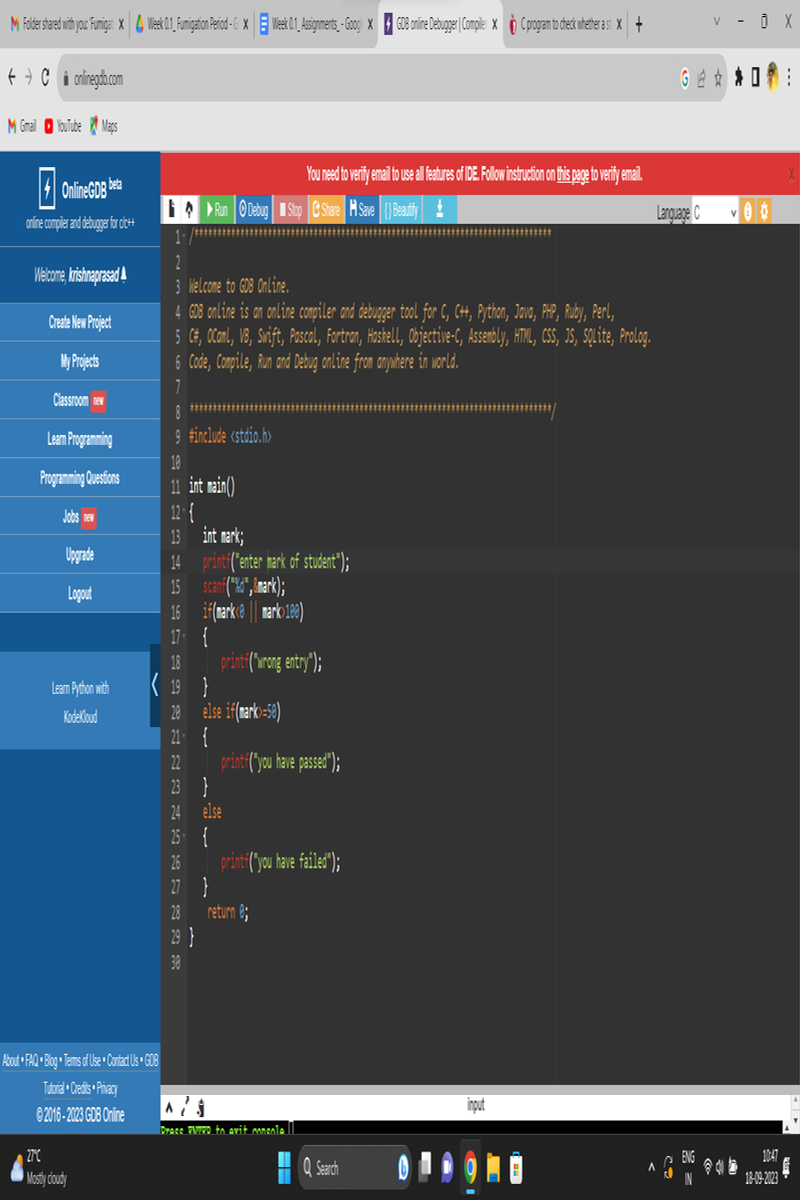 Folder shared with you: 'Fumigat
Week 0.1_ Fumigation Period - G
Week 0.1_ Assignments_ - Googl
GDB online Debugger | Compiler
C program to check whether a st
onlinegdb.com
Gmail
YouTube
Maps
OnlineGDB beta
online compiler and debugger for c/c++
Welcome, krishnaprasad
Create New Project
My Projects
Classroom new
Learn Programming
Programming Questions
Jobs new
Upgrade
Logout
Learn Python with
KodeKloud
About • FAQ • Blog • Terms of Use • Contact Us • GDB
Tutorial • Credits • Privacy
© 2016 - 2023 GDB Online
You need to verify email to use all features of IDE. Follow instruction on this page to verify email.
Run Debug Stop Share Save { } Beautify Language C
1 /******************************************************************************
2
3 Welcome to GDB Online.
4 GDB online is an online compiler and debugger tool for C, C++, Python, Java, PHP, Ruby, Perl,
5 C#, OCaml, VB, Swift, Pascal, Fortran, Haskell, Objective-C, Assembly, HTML, CSS, JS, SQLite, Prolog.
6 Code, Compile, Run and Debug online from anywhere in world.
7
8 *******************************************************************************/
9 #include <stdio.h>
10
11 int main()
12 {
13 int mark;
14 printf("enter mark of student");
15 scanf("%d",&mark);
16 if(mark<0 || mark>100)
17 {
18 printf("wrong entry");
19 }
20 else if(mark>=50)
21 {
22 printf("you have passed");
23 }
24 else
25 {
26 printf("you have failed");
27 }
28 return 0;
29 }
30
input
Press ENTER to exit console.
27°C
Mostly cloudy
Search
ENG
IN
10:47
18-09-2023